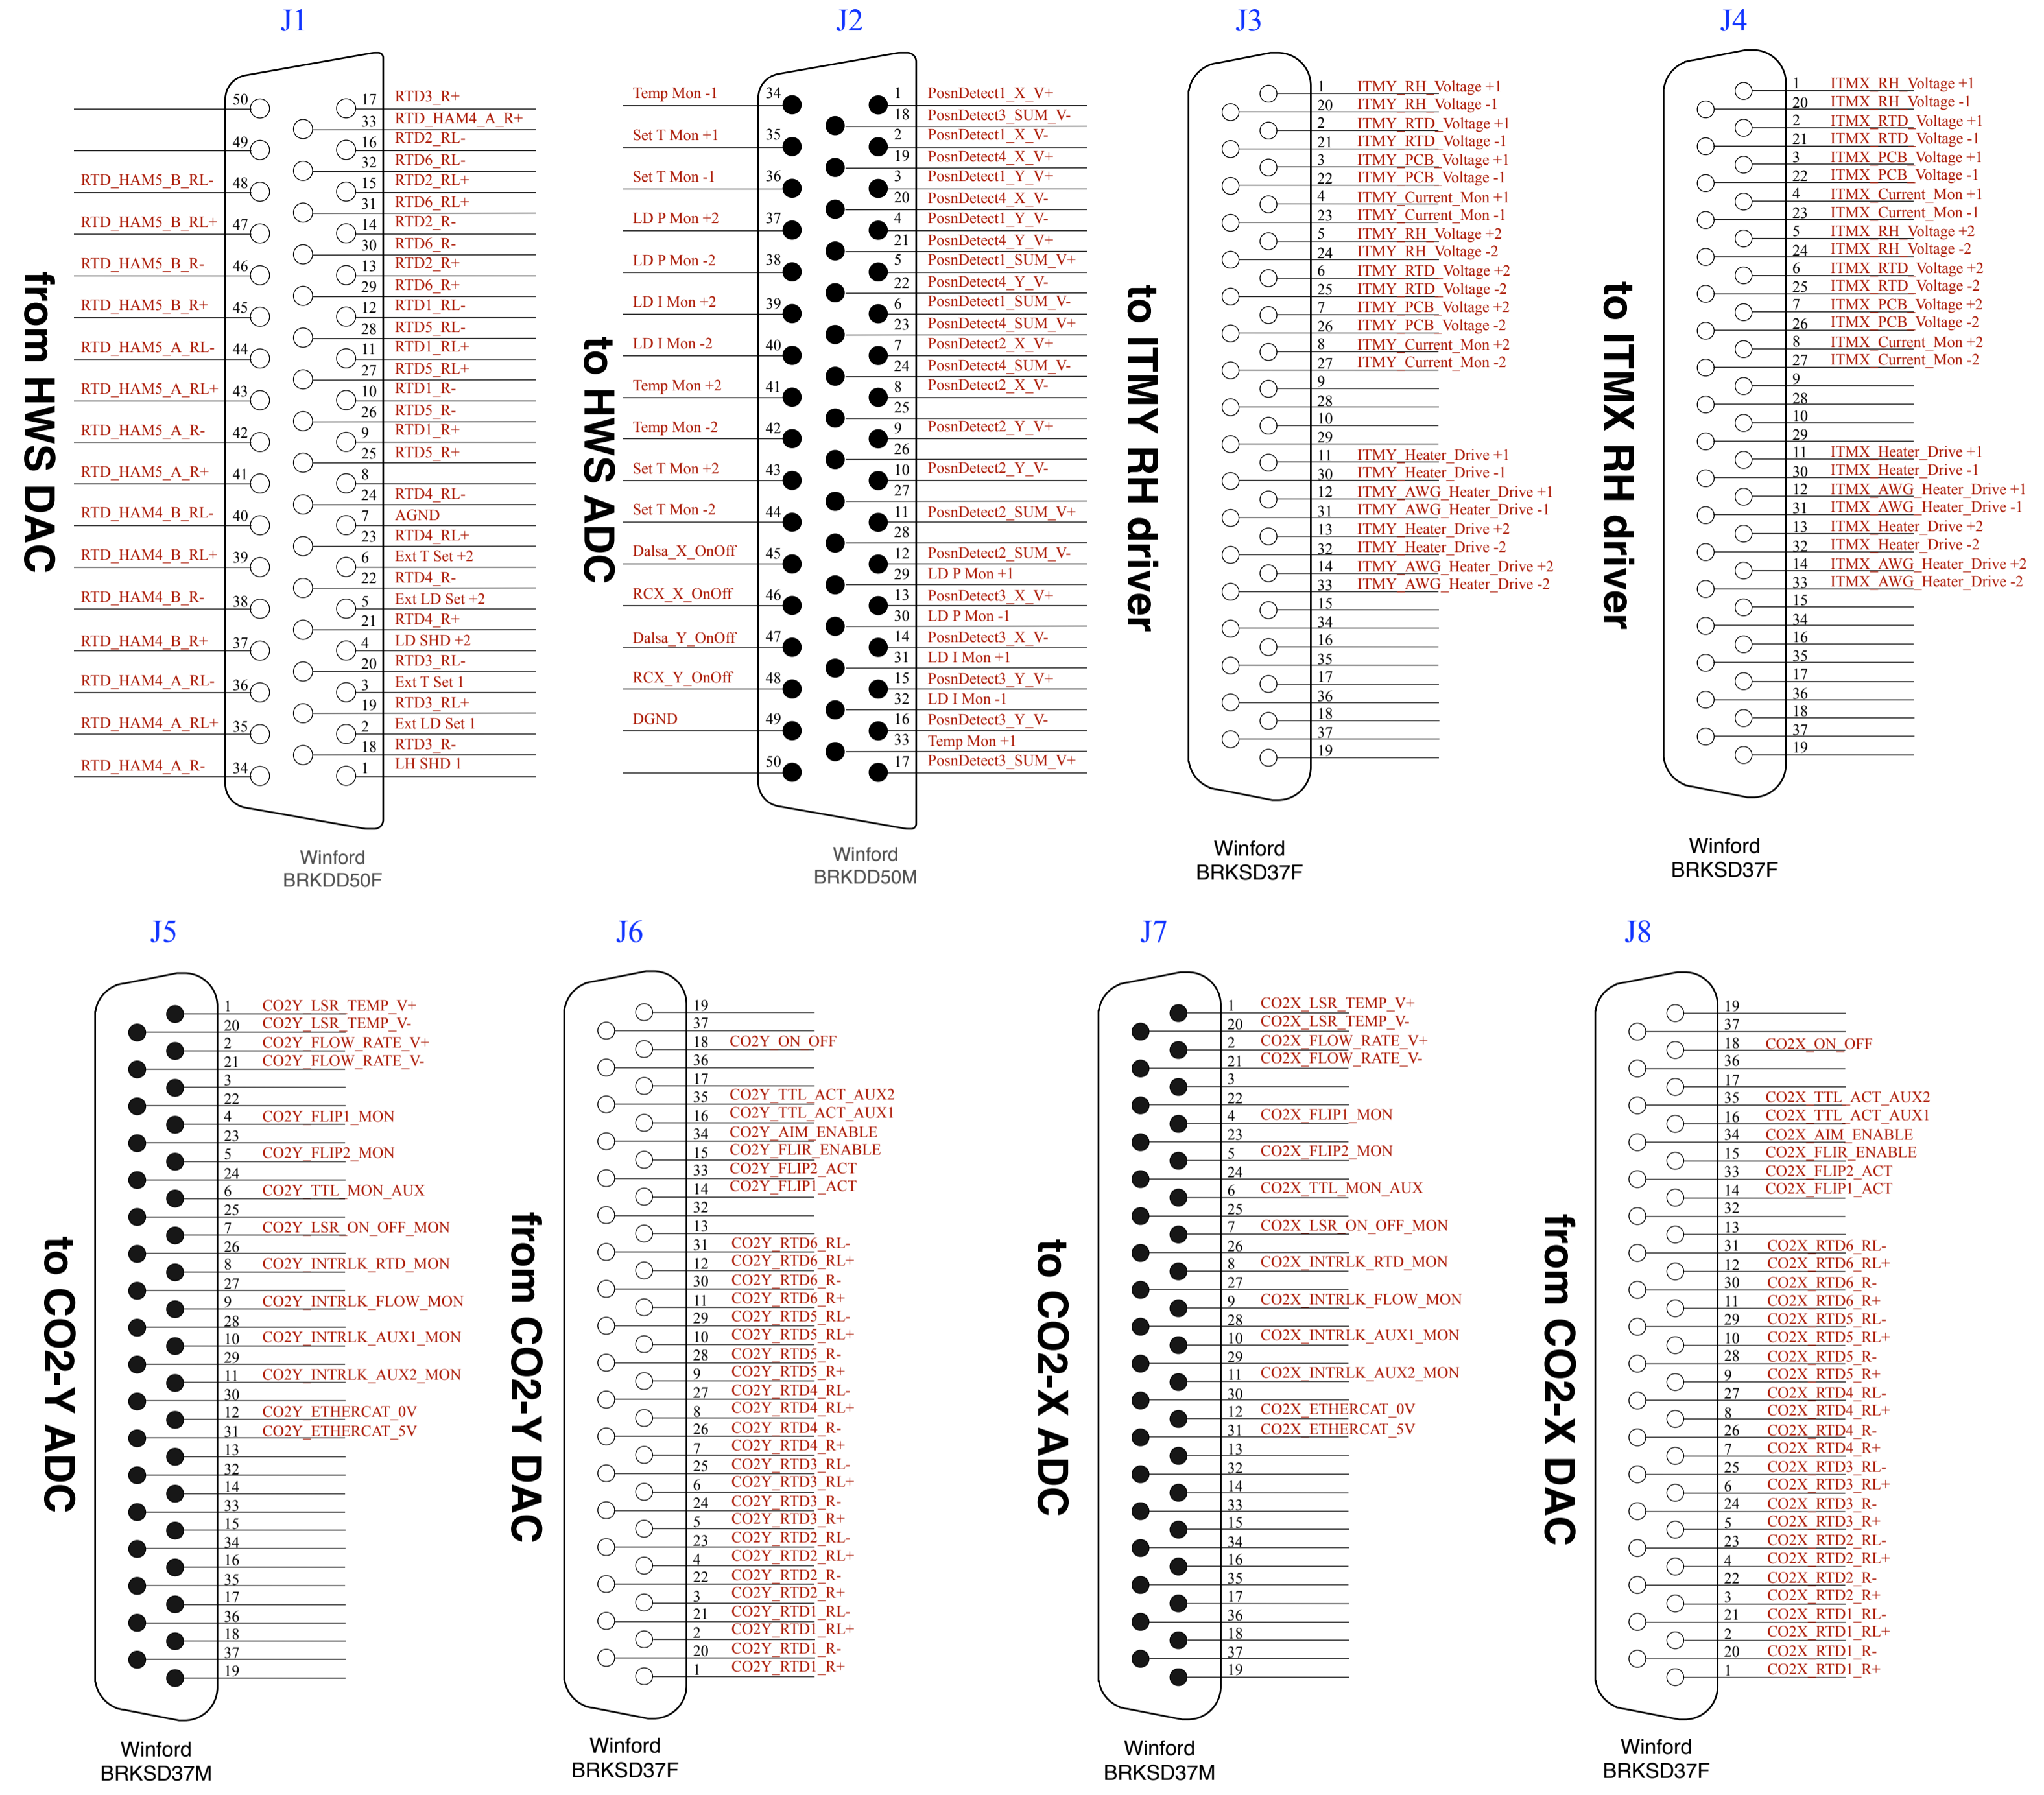 J1
from HWS DAC
50
49
RTD_HAM5_B_RL- 48
RTD_HAM5_B_RL+ 47
RTD_HAM5_B_R- 46
RTD_HAM5_B_R+ 45
RTD_HAM5_A_RL- 44
RTD_HAM5_A_RL+ 43
RTD_HAM5_A_R- 42
RTD_HAM5_A_R+ 41
RTD_HAM4_B_RL- 40
RTD_HAM4_B_RL+ 39
RTD_HAM4_B_R- 38
RTD_HAM4_B_R+ 37
RTD_HAM4_A_RL- 36
RTD_HAM4_A_RL+ 35
RTD_HAM4_A_R- 34
17 RTD3_R+
33 RTD_HAM4_A_R+
16 RTD2_RL-
32 RTD6_RL-
15 RTD2_RL+
31 RTD6_RL+
14 RTD2_R-
30 RTD6_R-
13 RTD2_R+
29 RTD6_R+
12 RTD1_RL-
28 RTD5_RL-
11 RTD1_RL+
27 RTD5_RL+
10 RTD1_R-
26 RTD5_R-
9 RTD1_R+
25 RTD5_R+
8
24 RTD4_RL-
7 AGND
23 RTD4_RL+
6 Ext T Set +2
22 RTD4_R-
5 Ext LD Set +2
21 RTD4_R+
4 LD SHD +2
20 RTD3_RL-
3 Ext T Set 1
19 RTD3_RL+
2 Ext LD Set 1
18 RTD3_R-
1 LH SHD 1
Winford
BRKDD50F
J2
to HWS ADC
Temp Mon -1 34
Set T Mon +1 35
Set T Mon -1 36
LD P Mon +2 37
LD P Mon -2 38
LD I Mon +2 39
LD I Mon -2 40
Temp Mon +2 41
Temp Mon -2 42
Set T Mon +2 43
Set T Mon -2 44
Dalsa_X_OnOff 45
RCX_X_OnOff 46
Dalsa_Y_OnOff 47
RCX_Y_OnOff 48
DGND 49
50
1 PosnDetect1_X_V+
18 PosnDetect3_SUM_V-
2 PosnDetect1_X_V-
19 PosnDetect4_X_V+
3 PosnDetect1_Y_V+
20 PosnDetect4_X_V-
4 PosnDetect1_Y_V-
21 PosnDetect4_Y_V+
5 PosnDetect1_SUM_V+
22 PosnDetect4_Y_V-
6 PosnDetect1_SUM_V-
23 PosnDetect4_SUM_V+
7 PosnDetect2_X_V+
24 PosnDetect4_SUM_V-
8 PosnDetect2_X_V-
25
9 PosnDetect2_Y_V+
26
10 PosnDetect2_Y_V-
27
11 PosnDetect2_SUM_V+
28
12 PosnDetect2_SUM_V-
29 LD P Mon +1
13 PosnDetect3_X_V+
30 LD P Mon -1
14 PosnDetect3_X_V-
31 LD I Mon +1
15 PosnDetect3_Y_V+
32 LD I Mon -1
16 PosnDetect3_Y_V-
33 Temp Mon +1
17 PosnDetect3_SUM_V+
Winford
BRKDD50M
J3
to ITMY RH driver
1 ITMY_RH_Voltage +1
20 ITMY_RH_Voltage -1
2 ITMY_RTD_Voltage +1
21 ITMY_RTD_Voltage -1
3 ITMY_PCB_Voltage +1
22 ITMY_PCB_Voltage -1
4 ITMY_Current_Mon +1
23 ITMY_Current_Mon -1
5 ITMY_RH_Voltage +2
24 ITMY_RH_Voltage -2
6 ITMY_RTD_Voltage +2
25 ITMY_RTD_Voltage -2
7 ITMY_PCB_Voltage +2
26 ITMY_PCB_Voltage -2
8 ITMY_Current_Mon +2
27 ITMY_Current_Mon -2
9
28
10
29
11 ITMY_Heater_Drive +1
30 ITMY_Heater_Drive -1
12 ITMY_AWG_Heater_Drive +1
31 ITMY_AWG_Heater_Drive -1
13 ITMY_Heater_Drive +2
32 ITMY_Heater_Drive -2
14 ITMY_AWG_Heater_Drive +2
33 ITMY_AWG_Heater_Drive -2
15
34
16
35
17
36
18
37
19
Winford
BRKSD37F
J4
to ITMX RH driver
1 ITMX_RH_Voltage +1
20 ITMX_RH_Voltage -1
2 ITMX_RTD_Voltage +1
21 ITMX_RTD_Voltage -1
3 ITMX_PCB_Voltage +1
22 ITMX_PCB_Voltage -1
4 ITMX_Current_Mon +1
23 ITMX_Current_Mon -1
5 ITMX_RH_Voltage +2
24 ITMX_RH_Voltage -2
6 ITMX_RTD_Voltage +2
25 ITMX_RTD_Voltage -2
7 ITMX_PCB_Voltage +2
26 ITMX_PCB_Voltage -2
8 ITMX_Current_Mon +2
27 ITMX_Current_Mon -2
9
28
10
29
11 ITMX_Heater_Drive +1
30 ITMX_Heater_Drive -1
12 ITMX_AWG_Heater_Drive +1
31 ITMX_AWG_Heater_Drive -1
13 ITMX_Heater_Drive +2
32 ITMX_Heater_Drive -2
14 ITMX_AWG_Heater_Drive +2
33 ITMX_AWG_Heater_Drive -2
15
34
16
35
17
36
18
37
19
Winford
BRKSD37F
J5
to CO2-Y ADC
1 CO2Y_LSR_TEMP_V+
20 CO2Y_LSR_TEMP_V-
2 CO2Y_FLOW_RATE_V+
21 CO2Y_FLOW_RATE_V-
3
22
4 CO2Y_FLIP1_MON
23
5 CO2Y_FLIP2_MON
24
6 CO2Y_TTL_MON_AUX
25
7 CO2Y_LSR_ON_OFF_MON
26
8 CO2Y_INTRLK_RTD_MON
27
9 CO2Y_INTRLK_FLOW_MON
28
10 CO2Y_INTRLK_AUX1_MON
29
11 CO2Y_INTRLK_AUX2_MON
30
12 CO2Y_ETHERCAT_0V
31 CO2Y_ETHERCAT_5V
13
32
14
33
15
34
16
35
17
36
18
37
19
Winford
BRKSD37M
J6
from CO2-Y DAC
19
37
18 CO2Y_ON_OFF
36
17
35 CO2Y_TTL_ACT_AUX2
16 CO2Y_TTL_ACT_AUX1
34 CO2Y_AIM_ENABLE
15 CO2Y_FLIR_ENABLE
33 CO2Y_FLIP2_ACT
14 CO2Y_FLIP1_ACT
32
13
31 CO2Y_RTD6_RL-
12 CO2Y_RTD6_RL+
30 CO2Y_RTD6_R-
11 CO2Y_RTD6_R+
29 CO2Y_RTD5_RL-
10 CO2Y_RTD5_RL+
28 CO2Y_RTD5_R-
9 CO2Y_RTD5_R+
27 CO2Y_RTD4_RL-
8 CO2Y_RTD4_RL+
26 CO2Y_RTD4_R-
7 CO2Y_RTD4_R+
25 CO2Y_RTD3_RL-
6 CO2Y_RTD3_RL+
24 CO2Y_RTD3_R-
5 CO2Y_RTD3_R+
23 CO2Y_RTD2_RL-
4 CO2Y_RTD2_RL+
22 CO2Y_RTD2_R-
3 CO2Y_RTD2_R+
21 CO2Y_RTD1_RL-
2 CO2Y_RTD1_RL+
20 CO2Y_RTD1_R-
1 CO2Y_RTD1_R+
Winford
BRKSD37F
J7
to CO2-X ADC
1 CO2X_LSR_TEMP_V+
20 CO2X_LSR_TEMP_V-
2 CO2X_FLOW_RATE_V+
21 CO2X_FLOW_RATE_V-
3
22
4 CO2X_FLIP1_MON
23
5 CO2X_FLIP2_MON
24
6 CO2X_TTL_MON_AUX
25
7 CO2X_LSR_ON_OFF_MON
26
8 CO2X_INTRLK_RTD_MON
27
9 CO2X_INTRLK_FLOW_MON
28
10 CO2X_INTRLK_AUX1_MON
29
11 CO2X_INTRLK_AUX2_MON
30
12 CO2X_ETHERCAT_0V
31 CO2X_ETHERCAT_5V
13
32
14
33
15
34
16
35
17
36
18
37
19
Winford
BRKSD37M
J8
from CO2-X DAC
19
37
18 CO2X_ON_OFF
36
17
35 CO2X_TTL_ACT_AUX2
16 CO2X_TTL_ACT_AUX1
34 CO2X_AIM_ENABLE
15 CO2X_FLIR_ENABLE
33 CO2X_FLIP2_ACT
14 CO2X_FLIP1_ACT
32
13
31 CO2X_RTD6_RL-
12 CO2X_RTD6_RL+
30 CO2X_RTD6_R-
11 CO2X_RTD6_R+
29 CO2X_RTD5_RL-
10 CO2X_RTD5_RL+
28 CO2X_RTD5_R-
9 CO2X_RTD5_R+
27 CO2X_RTD4_RL-
8 CO2X_RTD4_RL+
26 CO2X_RTD4_R-
7 CO2X_RTD4_R+
25 CO2X_RTD3_RL-
6 CO2X_RTD3_RL+
24 CO2X_RTD3_R-
5 CO2X_RTD3_R+
23 CO2X_RTD2_RL-
4 CO2X_RTD2_RL+
22 CO2X_RTD2_R-
3 CO2X_RTD2_R+
21 CO2X_RTD1_RL-
2 CO2X_RTD1_RL+
20 CO2X_RTD1_R-
1 CO2X_RTD1_R+
Winford
BRKSD37F